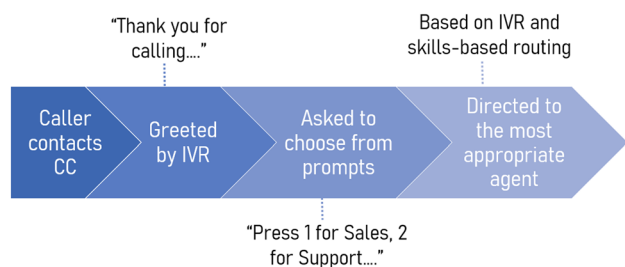 “Thank you for
calling....”
Based on IVR and
skills-based routing
Caller
contacts
CC
Greeted
by IVR
Asked to
choose from
prompts
Directed to
the most
appropriate
agent
“Press 1 for Sales, 2
for Support....”